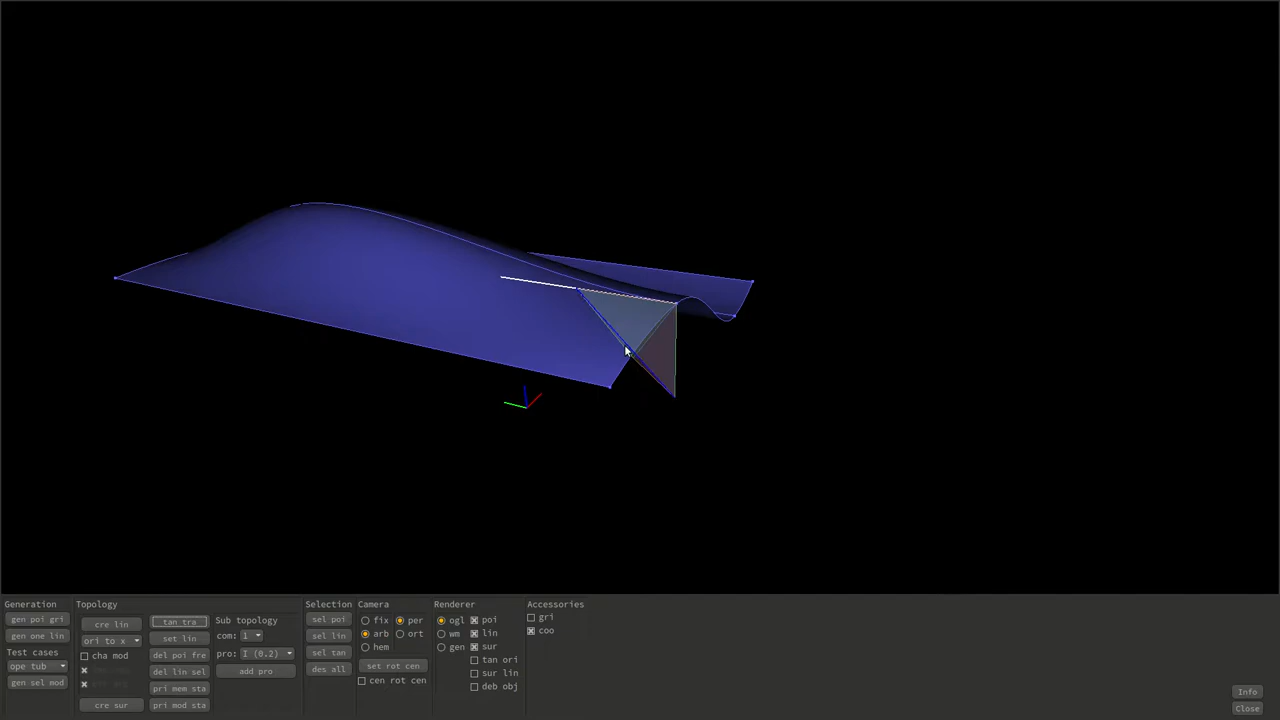 Generation
gen poi gri
gen one lin
Test cases
ope tub
gen sel mod
Topology
cre lin
ori to x
cha mod
cre sur
tan tra
set lin
del poi fre
del lin sel
pri mem sta
pri mod sta
Sub topology
com: 1
pro: I (0.2)
add pro
Selection
sel poi
sel lin
sel tan
des all
Camera
fix per
arb ort
hem
set rot cen
cen rot cen
Renderer
ogl poi
wm lin
gen sur
tan ori
sur lin
deb obj
Accessories
gri
coo
Info
Close